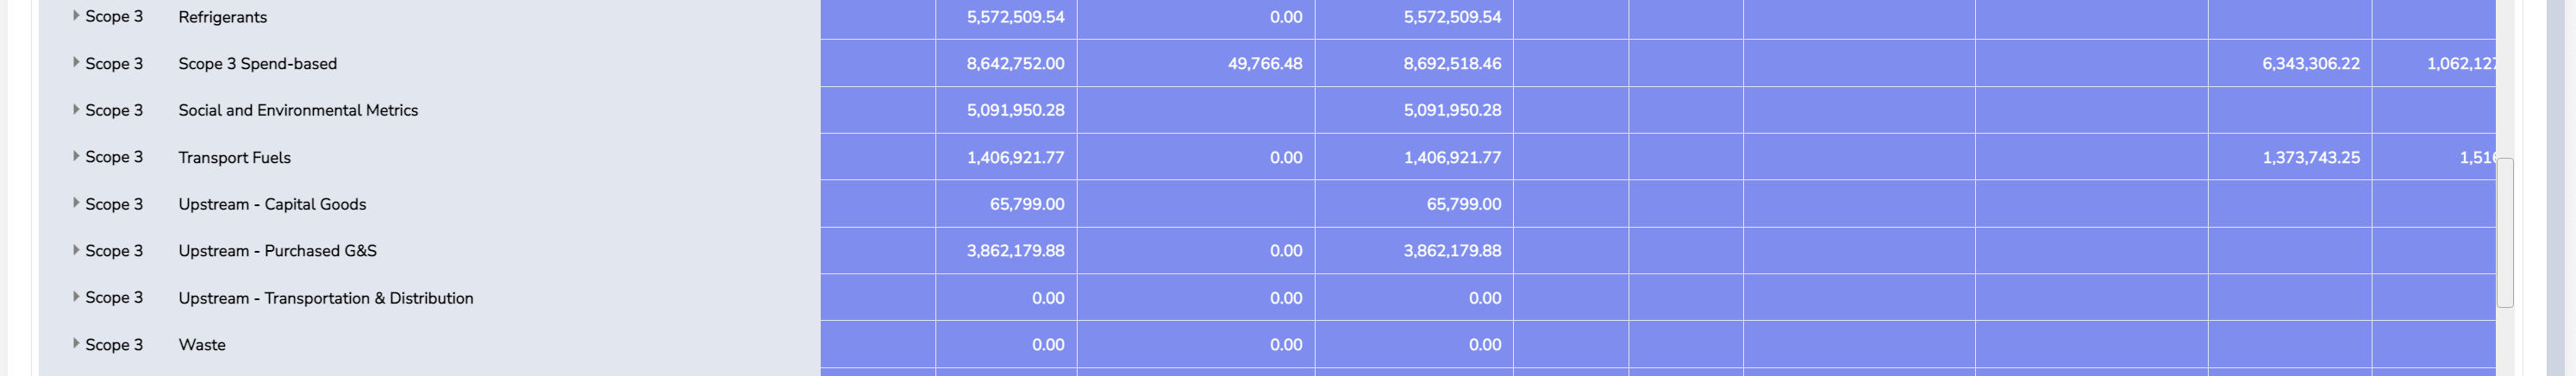 Scope 3 Refrigerants 5,572,509.54 0.00 5,572,509.54
Scope 3 Scope 3 Spend-based 8,642,752.00 49,766.48 8,692,518.46 6,343,306.22 1,062,127
Scope 3 Social and Environmental Metrics 5,091,950.28 5,091,950.28
Scope 3 Transport Fuels 1,406,921.77 0.00 1,406,921.77 1,373,743.25
Scope 3 Upstream - Capital Goods 65,799.00 65,799.00
Scope 3 Upstream - Purchased G&S 3,862,179.88 0.00 3,862,179.88
Scope 3 Upstream - Transportation & Distribution 0.00 0.00 0.00
Scope 3 Waste 0.00 0.00 0.00